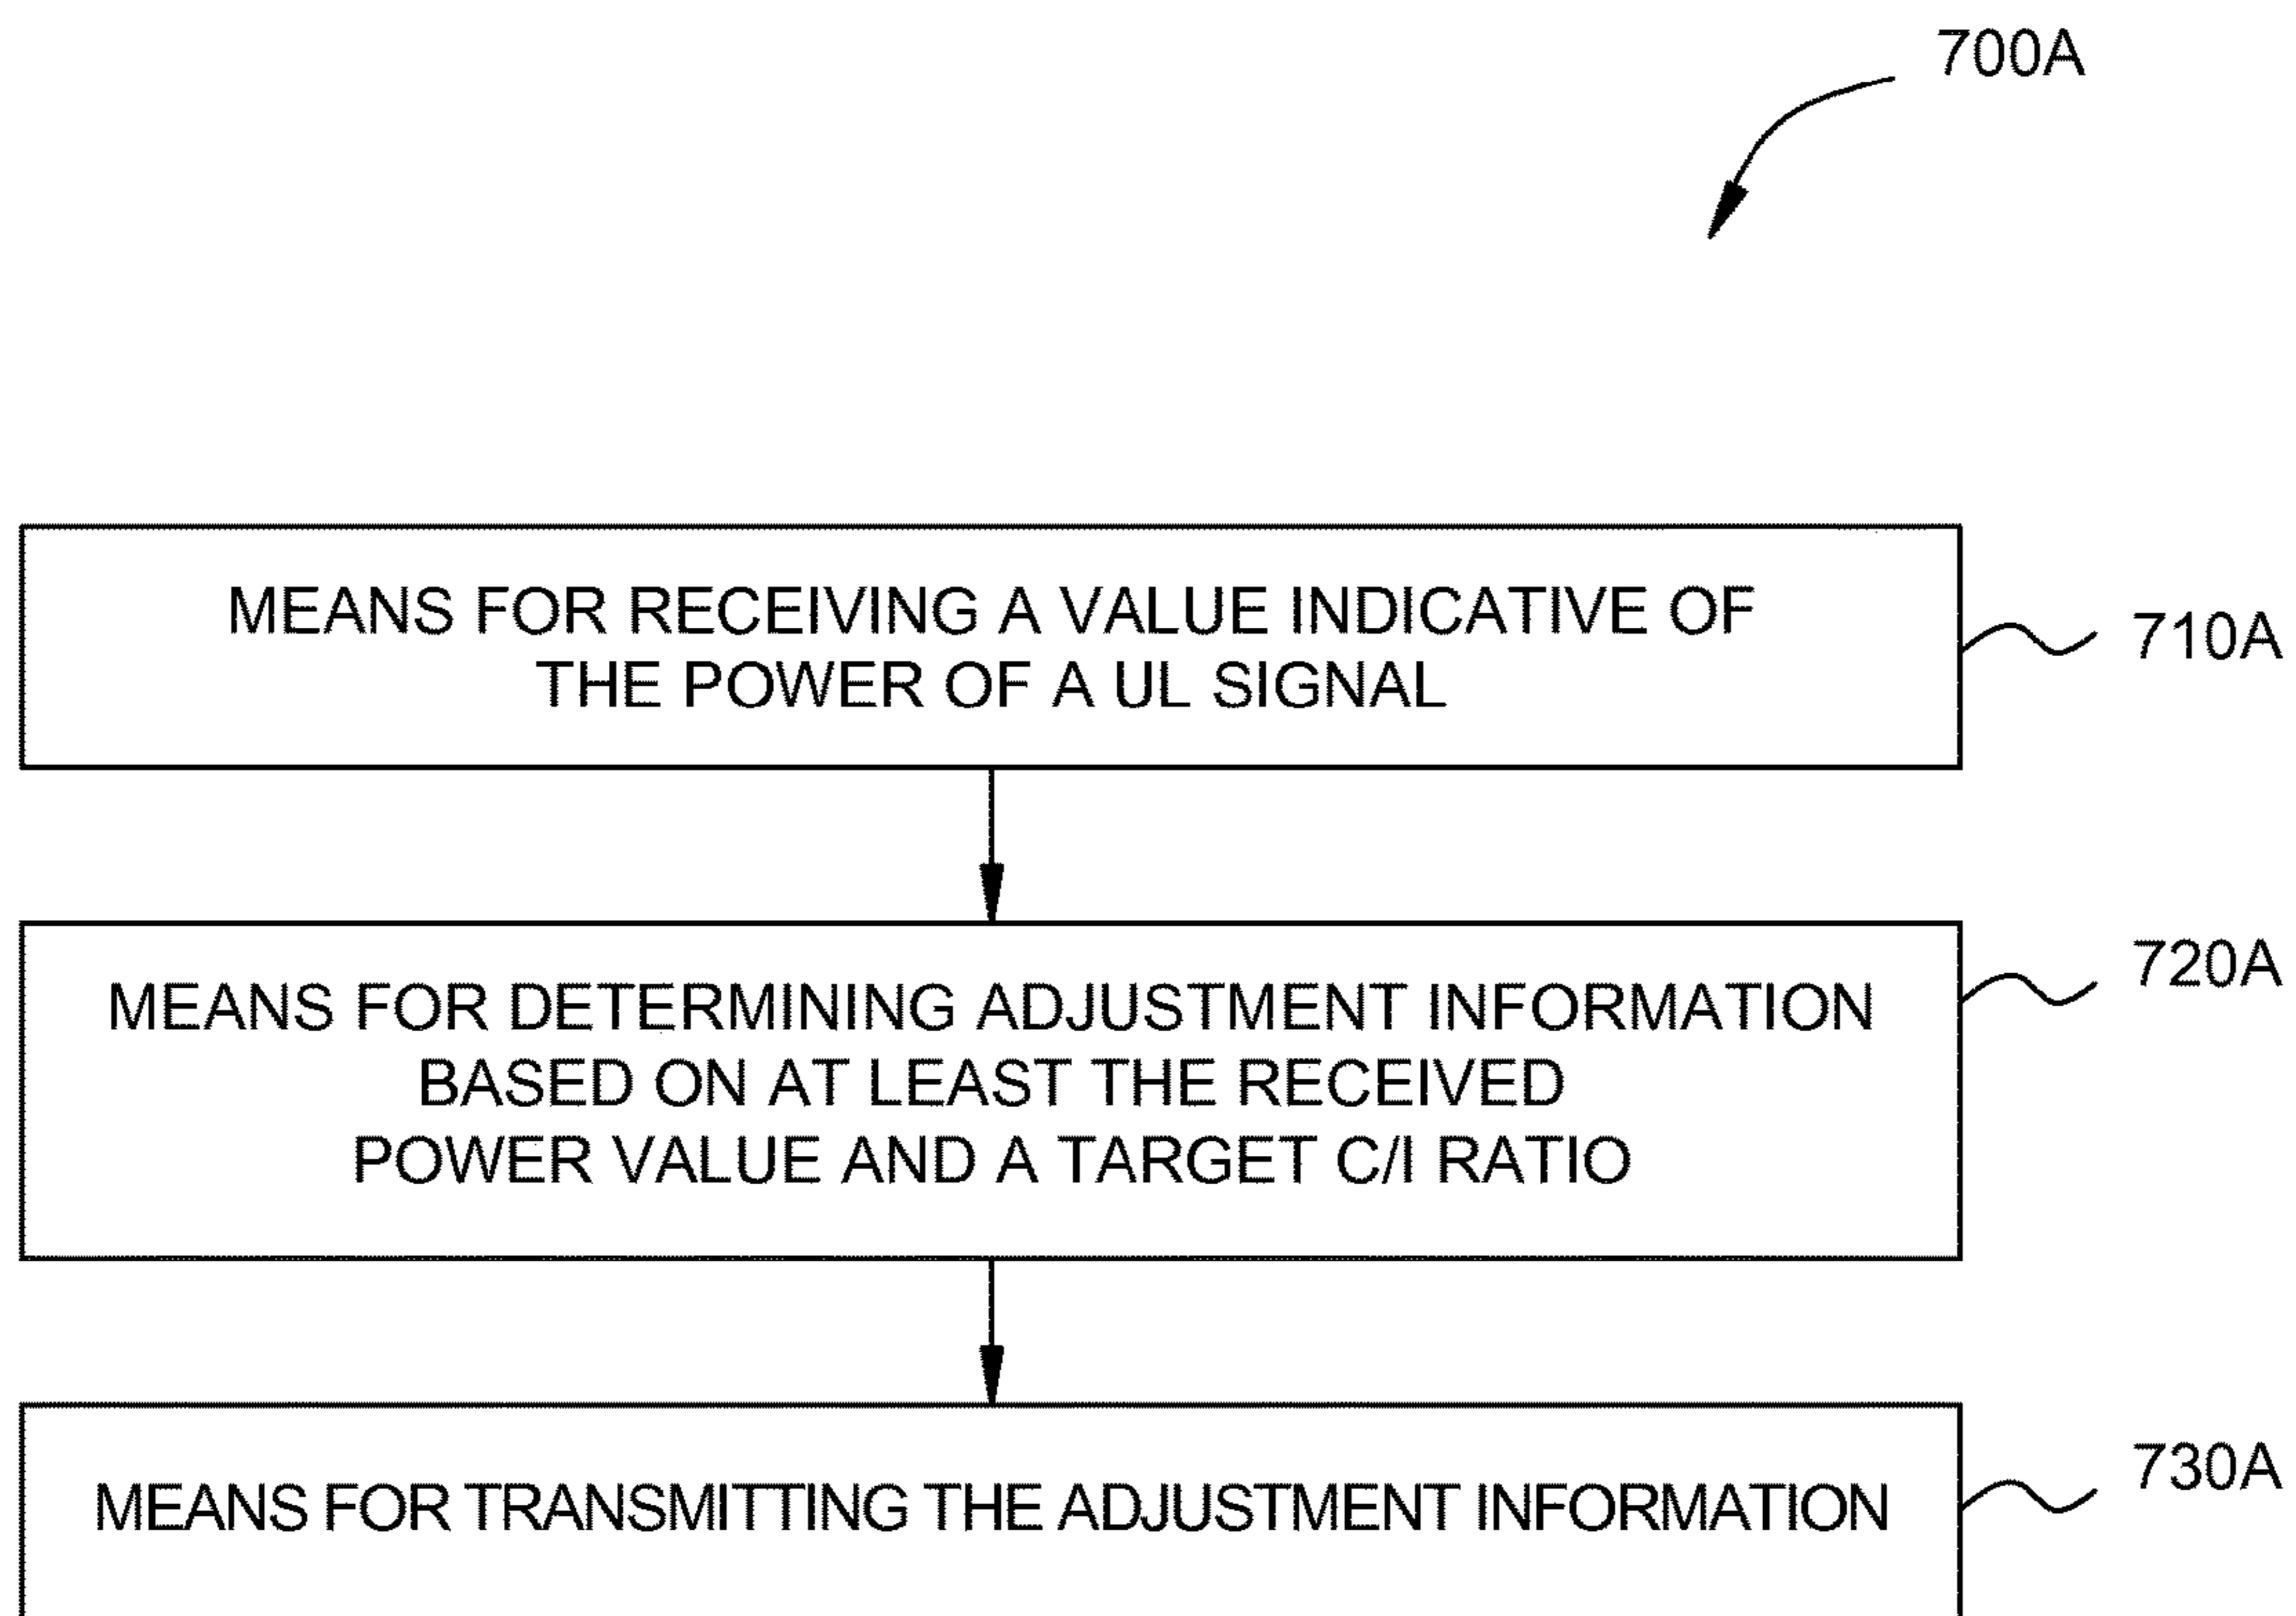 700A
MEANS FOR RECEIVING A VALUE INDICATIVE OF
THE POWER OF A UL SIGNAL
710A
MEANS FOR DETERMINING ADJUSTMENT INFORMATION
BASED ON AT LEAST THE RECEIVED
POWER VALUE AND A TARGET C/I RATIO
720A
MEANS FOR TRANSMITTING THE ADJUSTMENT INFORMATION
730A